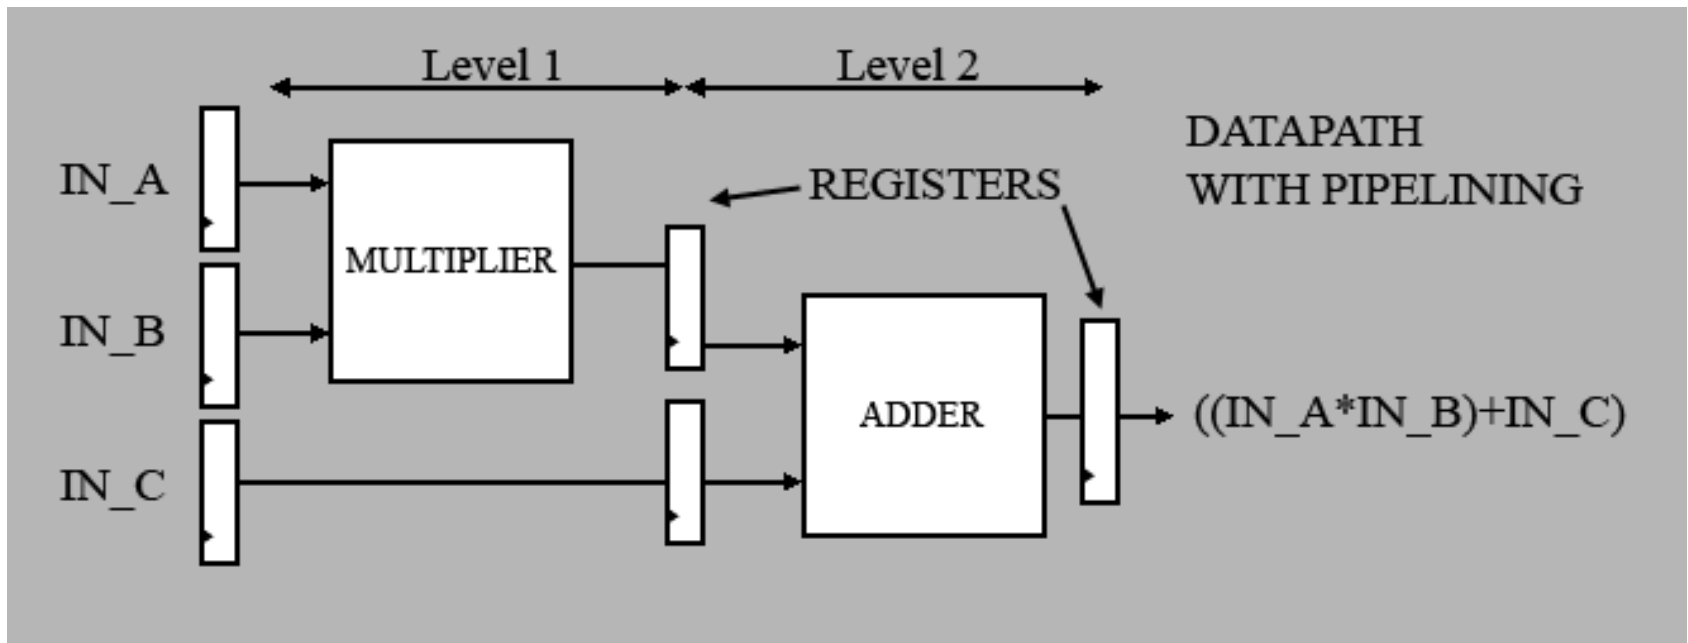 Level 1
Level 2
DATAPATH
WITH PIPELINING
IN_A
REGISTERS
MULTIPLIER
IN_B
ADDER
((IN_A*IN_B)+IN_C)
IN_C